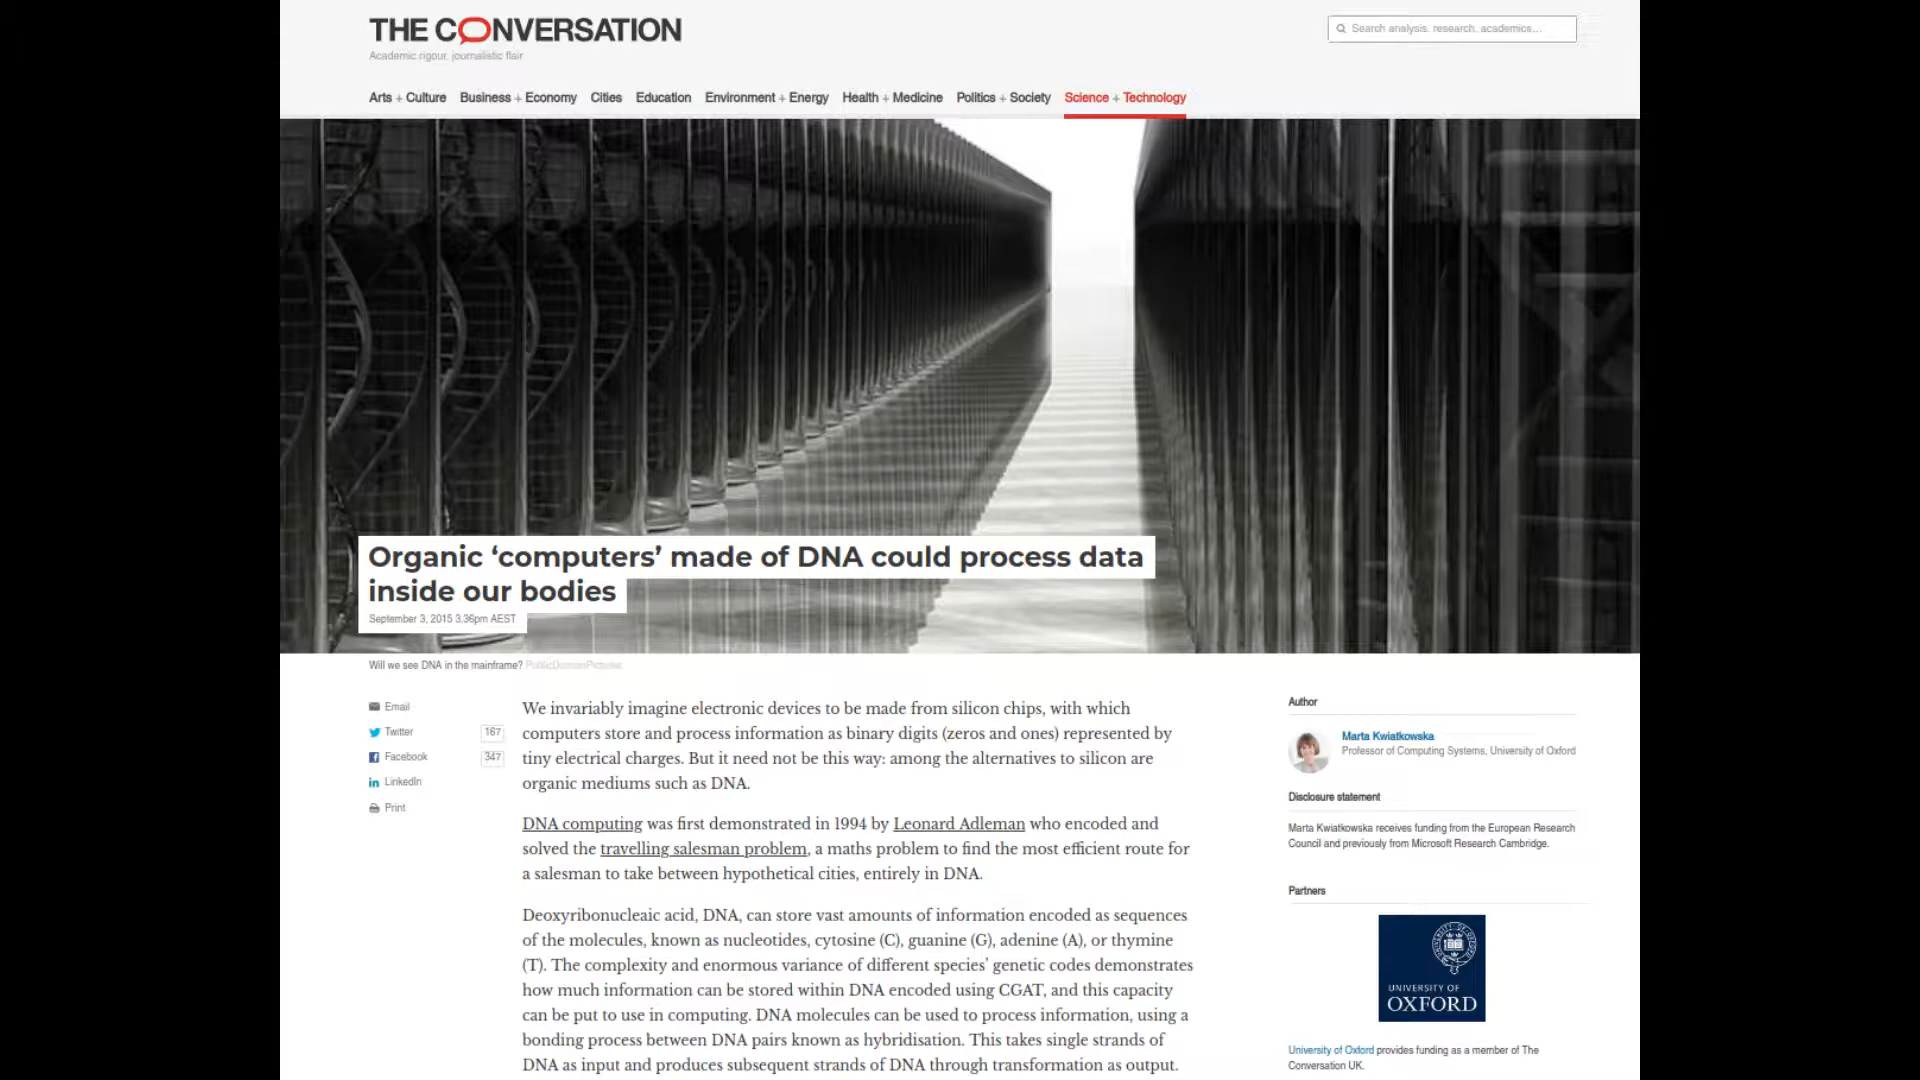 THE CONVERSATION
Academic rigour, journalistic flair
Search analysis, research, academics…
Arts + Culture Business + Economy Cities Education Environment + Energy Health + Medicine Politics + Society Science + Technology
Organic ‘computers’ made of DNA could process data
inside our bodies
September 3, 2015 3.36pm AEST
Will we see DNA in the mainframe? PublicDomainPictures
Email
Twitter 167
Facebook 347
LinkedIn
Print
We invariably imagine electronic devices to be made from silicon chips, with which
computers store and process information as binary digits (zeros and ones) represented by
tiny electrical charges. But it need not be this way: among the alternatives to silicon are
organic mediums such as DNA.
DNA computing was first demonstrated in 1994 by Leonard Adleman who encoded and
solved the travelling salesman problem, a maths problem to find the most efficient route for
a salesman to take between hypothetical cities, entirely in DNA.
Deoxyribonucleic acid, DNA, can store vast amounts of information encoded as sequences
of the molecules, known as nucleotides, cytosine (C), guanine (G), adenine (A), or thymine
(T). The complexity and enormous variance of different species’ genetic codes demonstrates
how much information can be stored within DNA encoded using CGAT, and this capacity
can be put to use in computing. DNA molecules can be used to process information, using a
bonding process between DNA pairs known as hybridisation. This takes single strands of
DNA as input and produces subsequent strands of DNA through transformation as output.
Author
Marta Kwiatkowska
Professor of Computing Systems, University of Oxford
Disclosure statement
Marta Kwiatkowska receives funding from the European Research
Council and previously from Microsoft Research Cambridge.
Partners
UNIVERSITY OF
OXFORD
University of Oxford provides funding as a member of The
Conversation UK.